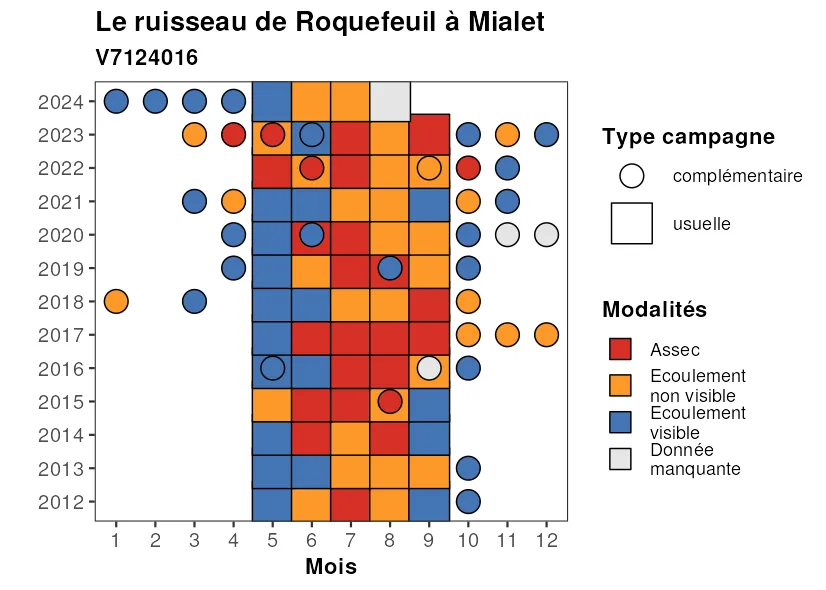 Le ruisseau de Roquefeuil à Mialet
V7124016
2024
2023
2022
2021
2020
2019
2018
2017
2016
2015
2014
2013
2012
1 2 3 4 5 6 7 8 9 10 11 12
Mois
Type campagne
complémentaire
usuelle
Modalités
Assec
Ecoulement
non visible
Ecoulement
visible
Donnée
manquante